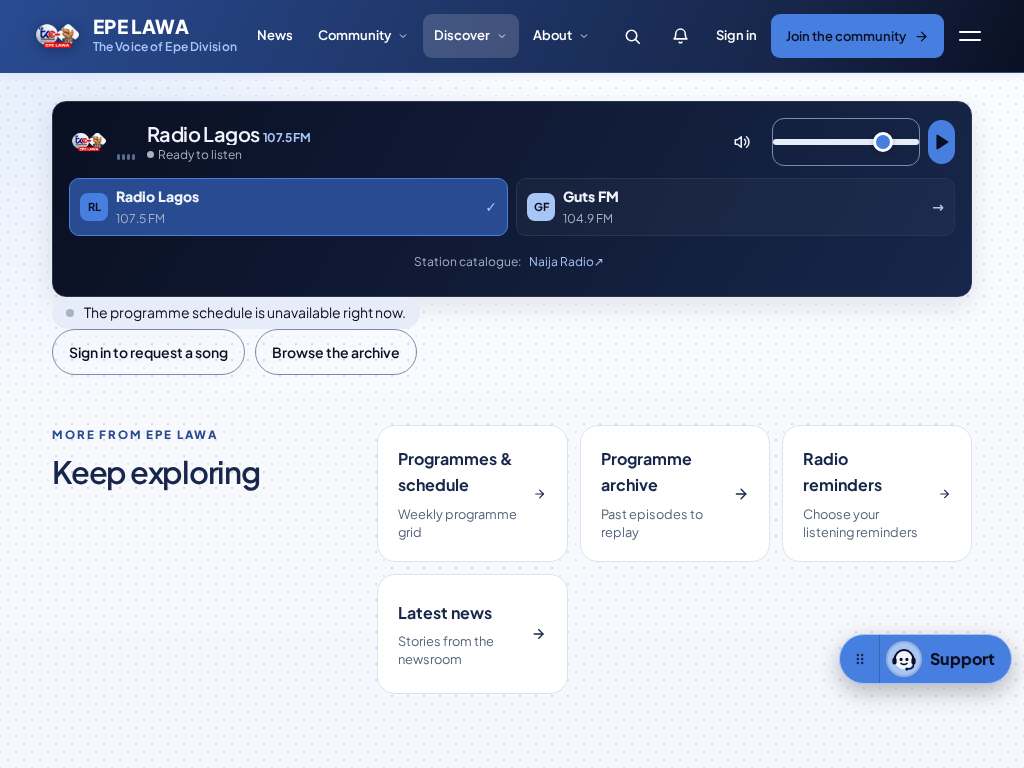 EPE LAWA
The Voice of Epe Division
News
Community
Discover
About
Sign in
Join the community
Radio Lagos 107.5 FM
Ready to listen
RL
Radio Lagos
107.5 FM
GF
Guts FM
104.9 FM
Station catalogue: Naija Radio↗
The programme schedule is unavailable right now.
Sign in to request a song
Browse the archive
MORE FROM EPE LAWA
Keep exploring
Programmes &
schedule
Weekly programme
grid
Programme
archive
Past episodes to
replay
Radio
reminders
Choose your
listening reminders
Latest news
Stories from the
newsroom
Support